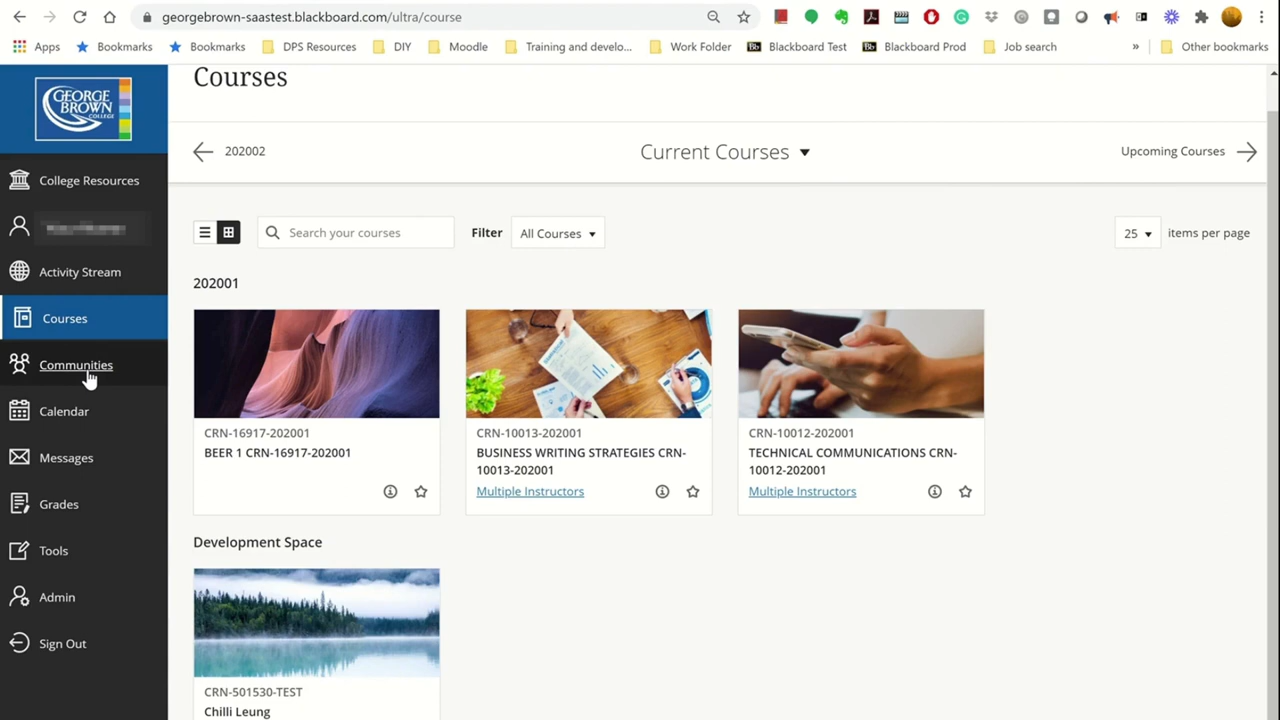 georgebrown-saastest.blackboard.com/ultra/course
Apps Bookmarks Bookmarks DPS Resources DIY Moodle Training and develo... Work Folder Blackboard Test Blackboard Prod Job search » Other bookmarks
GEORGE
BROWN
COLLEGE
College Resources
Activity Stream
Courses
Communities
Calendar
Messages
Grades
Tools
Admin
Sign Out
Courses
202002 Current Courses Upcoming Courses
Search your courses Filter All Courses 25 items per page
202001
CRN-16917-202001
BEER 1 CRN-16917-202001
CRN-10013-202001
BUSINESS WRITING STRATEGIES CRN-
10013-202001
Multiple Instructors
CRN-10012-202001
TECHNICAL COMMUNICATIONS CRN-
10012-202001
Multiple Instructors
Development Space
CRN-501530-TEST
Chilli Leung